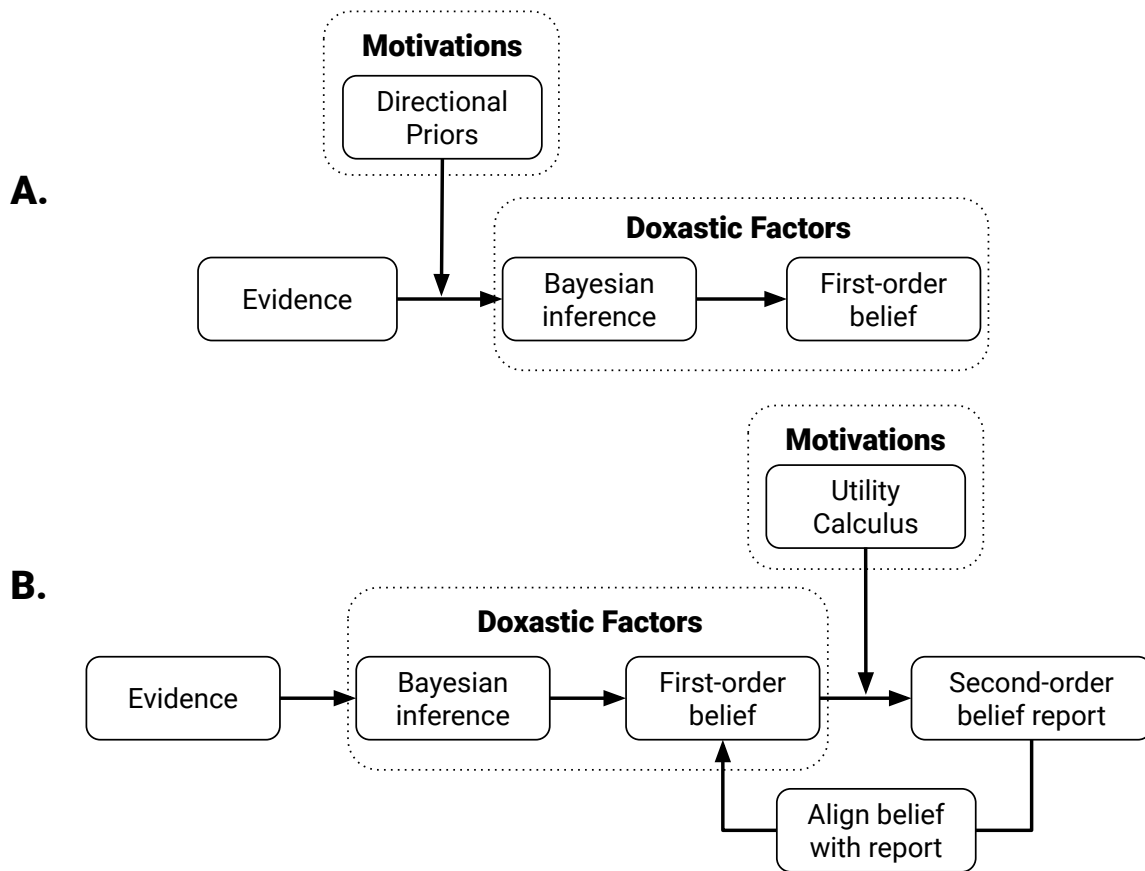 Motivations
Directional
Priors
A.
Doxastic Factors
Evidence
Bayesian
inference
First-order
belief
Motivations
Utility
Calculus
B.
Doxastic Factors
Evidence
Bayesian
inference
First-order
belief
Second-order
belief report
Align belief
with report